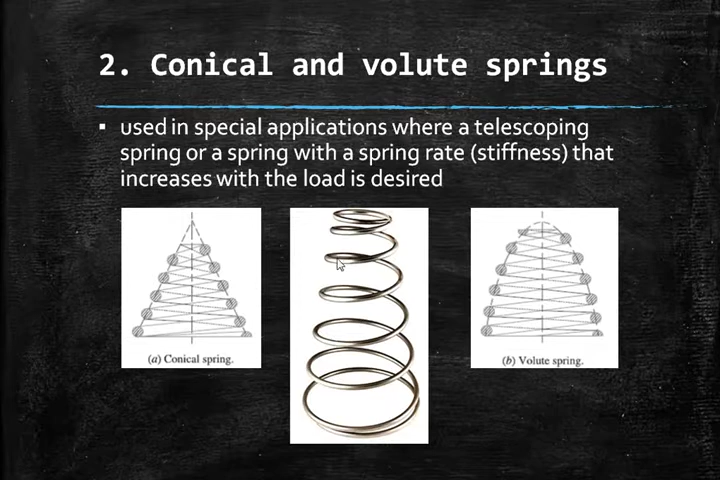 2. Conical and volute springs
▪ used in special applications where a telescoping
spring or a spring with a spring rate (stiffness) that
increases with the load is desired
(a) Conical spring.
(b) Volute spring.